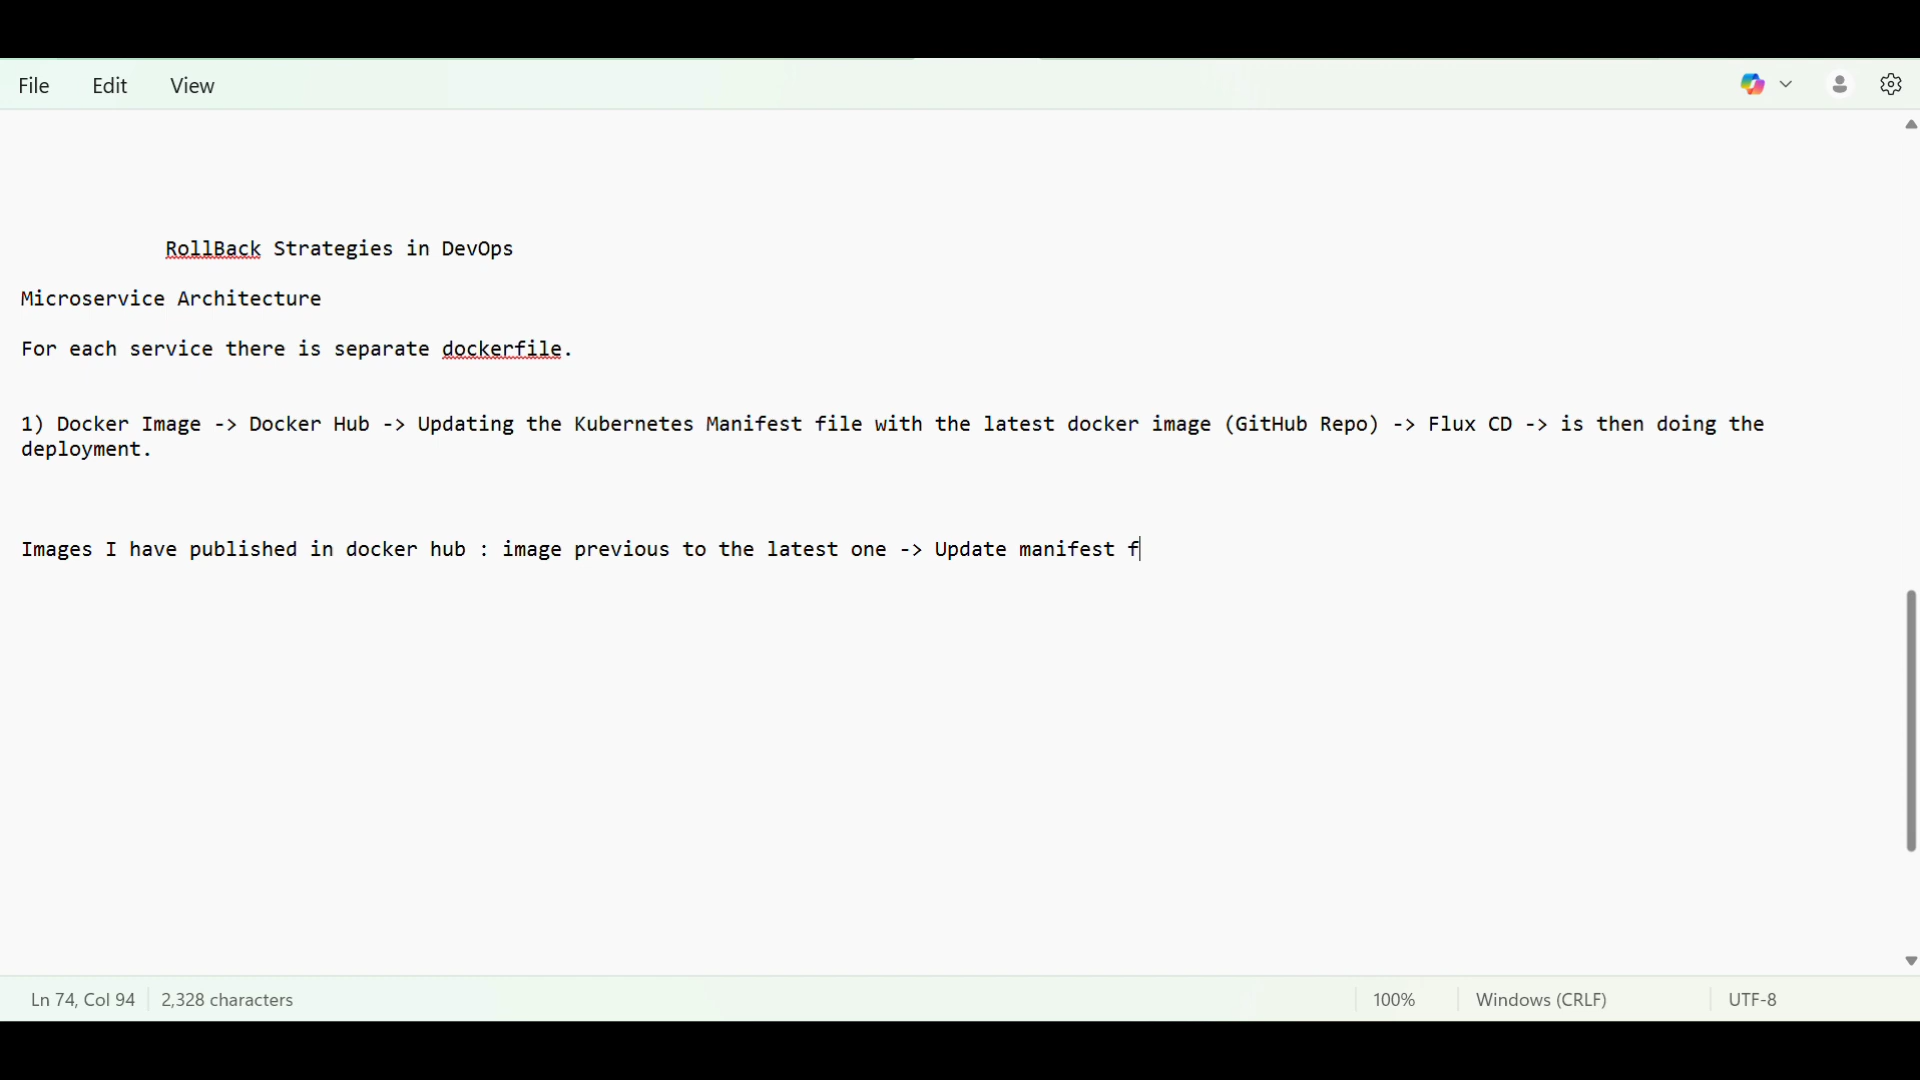 File Edit View
RollBack Strategies in DevOps
Microservice Architecture
For each service there is separate dockerfile.
1) Docker Image -> Docker Hub -> Updating the Kubernetes Manifest file with the latest docker image (GitHub Repo) -> Flux CD -> is then doing the
deployment.
Images I have published in docker hub : image previous to the latest one -> Update manifest f
Ln 74, Col 94 2,328 characters 100% Windows (CRLF) UTF-8